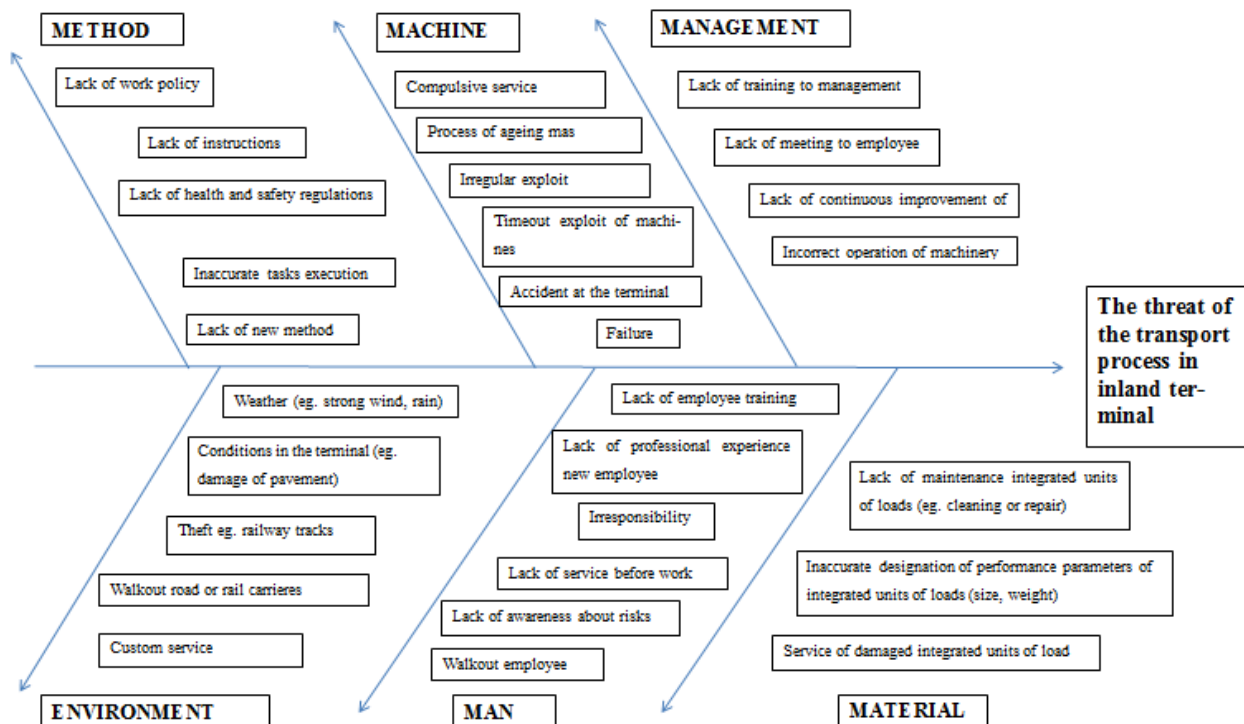 METHOD
Lack of work policy
Lack of instructions
Lack of health and safety regulations
Inaccurate tasks execution
Lack of new method
MACHINE
Compulsive service
Process of ageing mas
Irregular exploit
Timeout exploit of machi-
nes
Accident at the terminal
Failure
MANAGEMENT
Lack of training to management
Lack of meeting to employee
Lack of continuous improvement of
Incorrect operation of machinery
The threat of
the transport
process in
inland ter-
minal
Weather (eg. strong wind, rain)
Conditions in the terminal (eg.
damage of pavement)
Theft eg. railway tracks
Walkout road or rail carrieres
Custom service
ENVIRONMENT
Lack of employee training
Lack of professional experience
new employee
Irresponsibility
Lack of service before work
Lack of awareness about risks
Walkout employee
MAN
Lack of maintenance integrated units
of loads (eg. cleaning or repair)
Inaccurate designation of performance parameters of
integrated units of loads (size, weight)
Service of damaged integrated units of load
MATERIAL